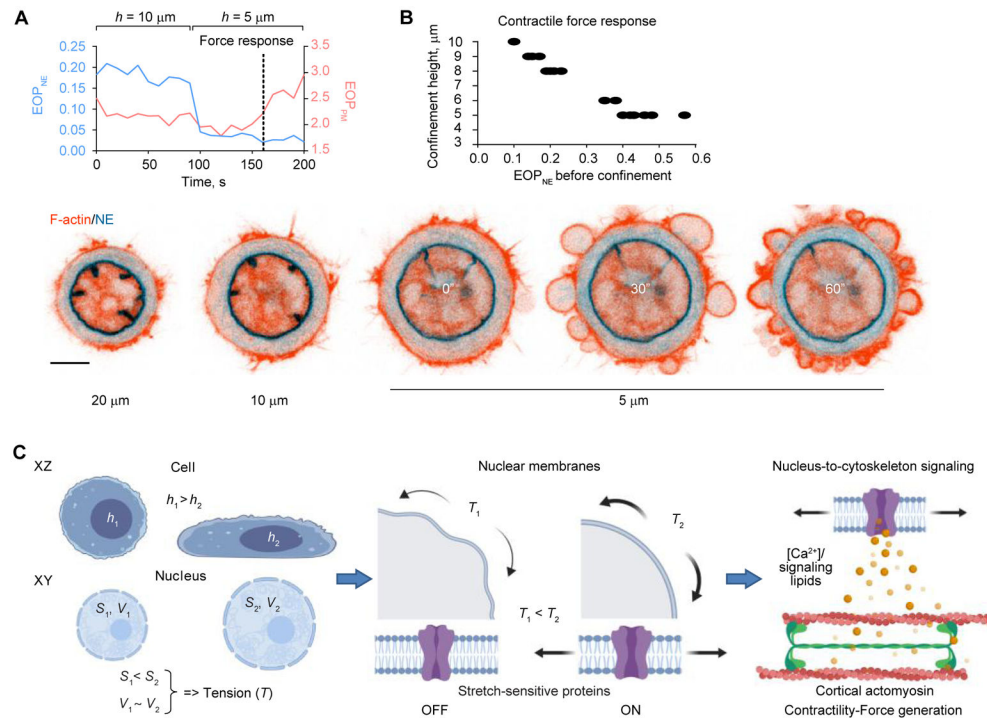 A
h = 10 μm
h = 5 μm
Force response
EOPNE
0.25
0.20
0.15
0.10
0.05
0.00
3.5
3.0
2.5
2.0
1.5
EOPPM
0
50
100
150
200
Time, s
B
Contractile force response
Confinement height, μm
10
9
8
6
5
3
0.0
0.1
0.2
0.3
0.4
0.5
0.6
EOPNE before confinement
F-actin/NE
0″
30″
60″
20 μm
10 μm
5 μm
C
XZ
Cell
h1
h1 > h2
h2
XY
Nucleus
S1, V1
S2, V2
S1 < S2
V1 ~ V2
=> Tension (T)
Nuclear membranes
T1
T2
T1 < T2
Stretch-sensitive proteins
OFF
ON
Nucleus-to-cytoskeleton signaling
[Ca2+]/
signaling
lipids
Cortical actomyosin
Contractility-Force generation